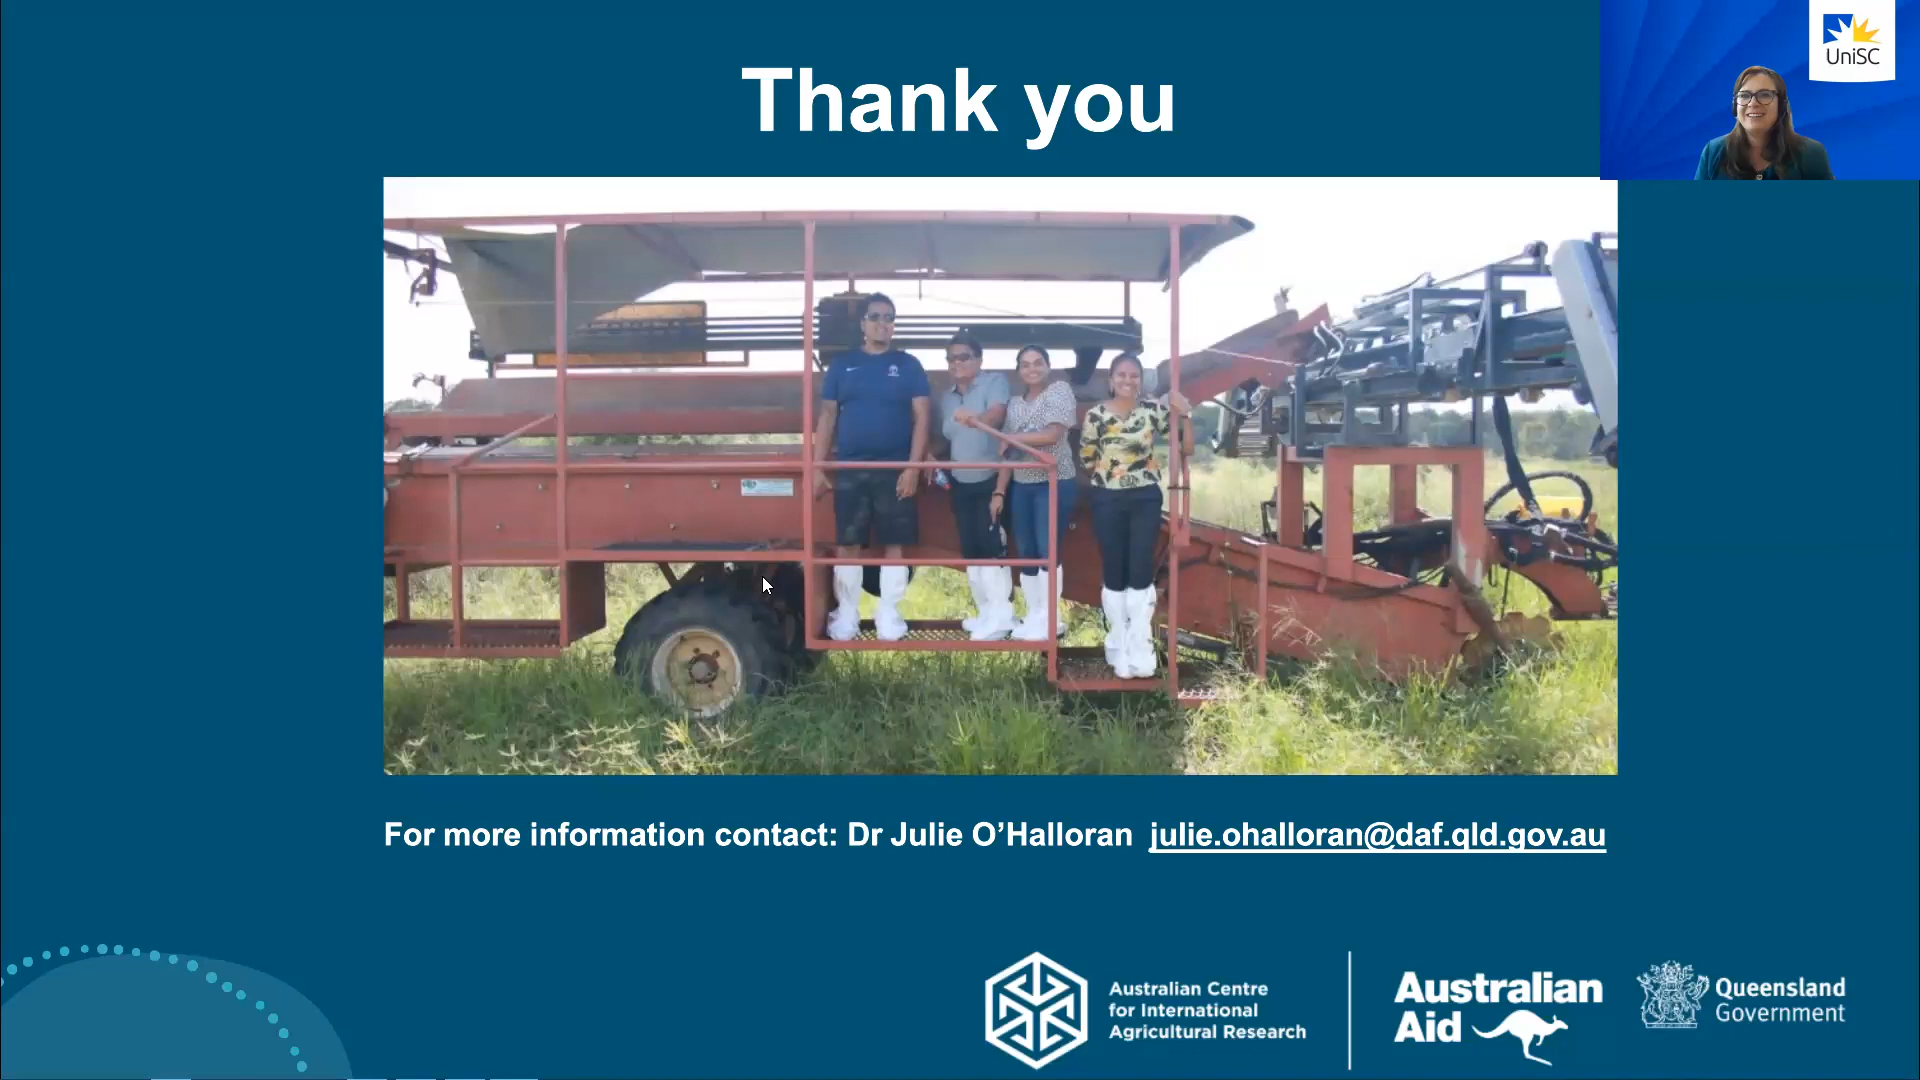 Thank you
UniSC
For more information contact: Dr Julie O’Halloran julie.ohalloran@daf.qld.gov.au
Australian Centre
for International
Agricultural Research
Australian
Aid
Queensland
Government